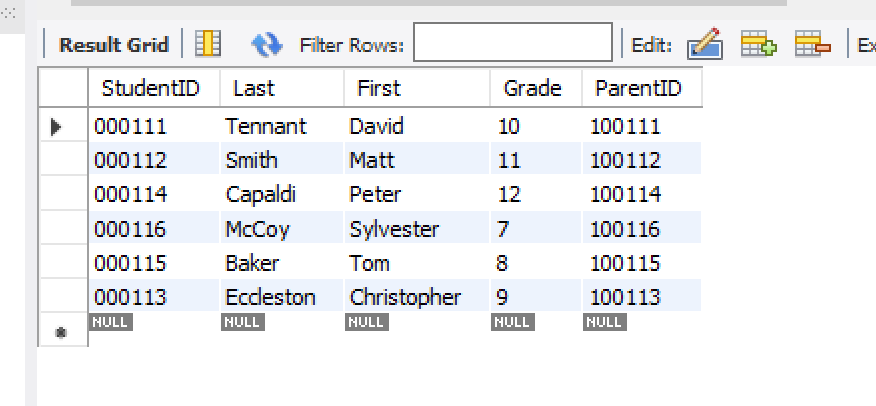 Result Grid Filter Rows: Edit: Ex
StudentID Last First Grade ParentID
000111 Tennant David 10 100111
000112 Smith Matt 11 100112
000114 Capaldi Peter 12 100114
000116 McCoy Sylvester 7 100116
000115 Baker Tom 8 100115
000113 Eccleston Christopher 9 100113
NULL NULL NULL NULL NULL